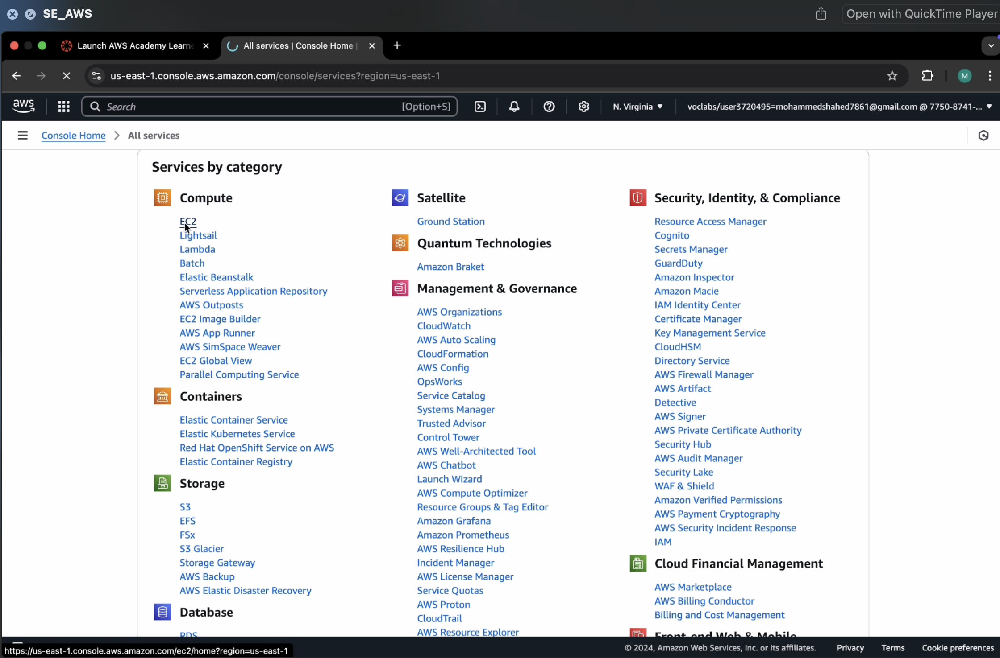 SE_AWS
Open with QuickTime Player
Launch AWS Academy Learne
All services | Console Home |
us-east-1.console.aws.amazon.com/console/services?region=us-east-1
M
aws
Search
[Option+S]
N. Virginia
voclabs/user3720495=mohammedshahed7861@gmail.com @ 7750-8741-...
Console Home
All services
Services by category
Compute
EC2
Lightsail
Lambda
Batch
Elastic Beanstalk
Serverless Application Repository
AWS Outposts
EC2 Image Builder
AWS App Runner
AWS SimSpace Weaver
EC2 Global View
Parallel Computing Service
Containers
Elastic Container Service
Elastic Kubernetes Service
Red Hat OpenShift Service on AWS
Elastic Container Registry
Storage
S3
EFS
FSx
S3 Glacier
Storage Gateway
AWS Backup
AWS Elastic Disaster Recovery
Database
RDS
Satellite
Ground Station
Quantum Technologies
Amazon Braket
Management & Governance
AWS Organizations
CloudWatch
AWS Auto Scaling
CloudFormation
AWS Config
OpsWorks
Service Catalog
Systems Manager
Trusted Advisor
Control Tower
AWS Well-Architected Tool
AWS Chatbot
Launch Wizard
AWS Compute Optimizer
Resource Groups & Tag Editor
Amazon Grafana
Amazon Prometheus
AWS Resilience Hub
Incident Manager
AWS License Manager
Service Quotas
AWS Proton
CloudTrail
AWS Resource Explorer
Security, Identity, & Compliance
Resource Access Manager
Cognito
Secrets Manager
GuardDuty
Amazon Inspector
Amazon Macie
IAM Identity Center
Certificate Manager
Key Management Service
CloudHSM
Directory Service
AWS Firewall Manager
AWS Artifact
Detective
AWS Signer
AWS Private Certificate Authority
Security Hub
AWS Audit Manager
Security Lake
WAF & Shield
Amazon Verified Permissions
AWS Payment Cryptography
AWS Security Incident Response
IAM
Cloud Financial Management
AWS Marketplace
AWS Billing Conductor
Billing and Cost Management
Front-end Web & Mobile
https://us-east-1.console.aws.amazon.com/ec2/home?region=us-east-1
© 2024, Amazon Web Services, Inc. or its affiliates.
Privacy
Terms
Cookie preferences